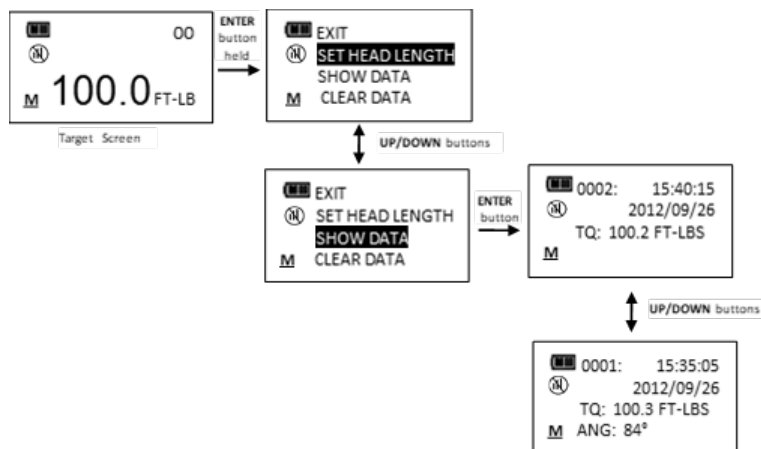 00
100.0 FT-LB
M
Target Screen
ENTER
button
held
EXIT
SET HEAD LENGTH
SHOW DATA
M CLEAR DATA
UP/DOWN buttons
EXIT
SET HEAD LENGTH
SHOW DATA
M CLEAR DATA
ENTER
button
0002: 15:40:15
2012/09/26
TQ: 100.2 FT-LBS
M
UP/DOWN buttons
0001: 15:35:05
2012/09/26
TQ: 100.3 FT-LBS
M ANG: 84°